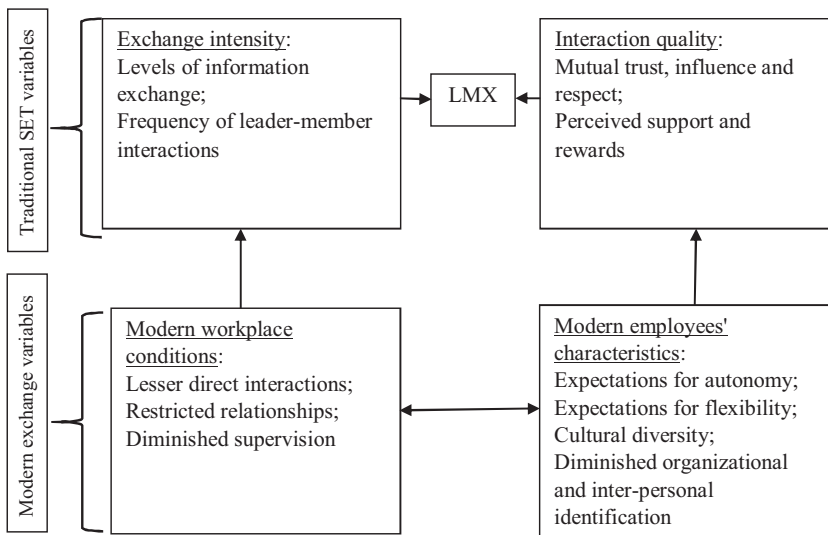 Traditional SET variables
Exchange intensity:
Levels of information
exchange;
Frequency of leader-member
interactions
LMX
Interaction quality:
Mutual trust, influence and
respect;
Perceived support and
rewards
Modern exchange variables
Modern workplace
conditions:
Lesser direct interactions;
Restricted relationships;
Diminished supervision
Modern employees'
characteristics:
Expectations for autonomy;
Expectations for flexibility;
Cultural diversity;
Diminished organizational
and inter-personal
identification